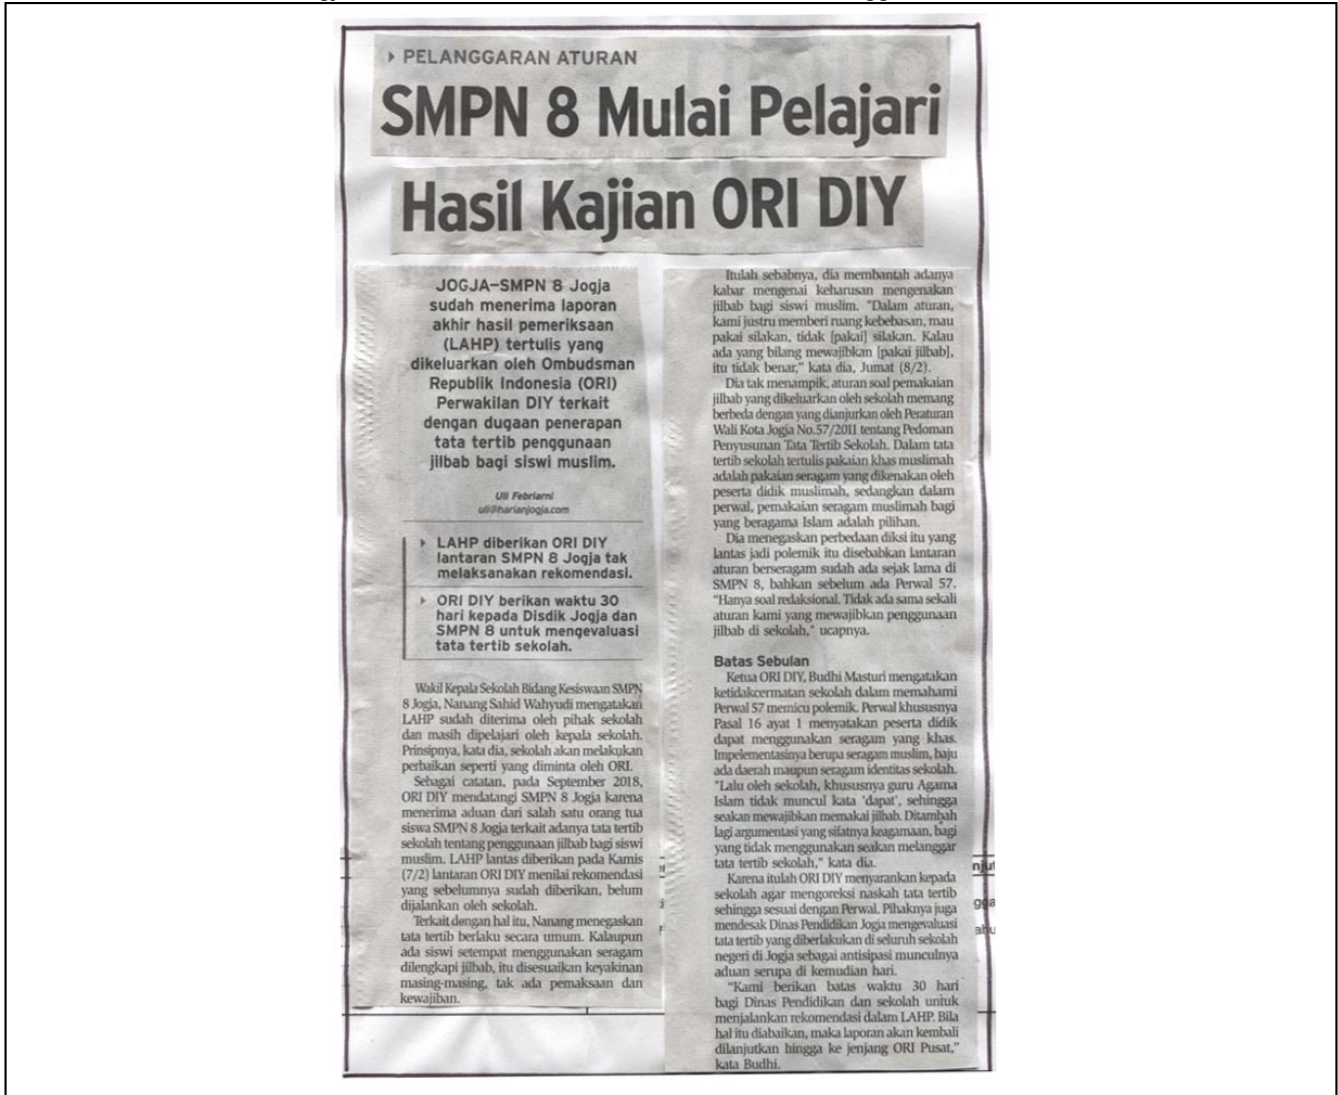 PELANGGARAN ATURAN
SMPN 8 Mulai Pelajari
Hasil Kajian ORI DIY
JOGJA—SMPN 8 Jogja
sudah menerima laporan
akhir hasil pemeriksaan
(LAHP) tertulis yang
dikeluarkan oleh Ombudsman
Republik Indonesia (ORI)
Perwakilan DIY terkait
dengan dugaan penerapan
tata tertib penggunaan
jilbab bagi siswi muslim.
Uli Febriarni
uli@harianjogja.com
LAHP diberikan ORI DIY
lantaran SMPN 8 Jogja tak
melaksanakan rekomendasi.
ORI DIY berikan waktu 30
hari kepada Disdik Jogja dan
SMPN 8 untuk mengevaluasi
tata tertib sekolah.
Wakil Kepala Sekolah Bidang Kesiswaan SMPN
8 Jogja, Nanang Sahid Wahyudi mengatakan
LAHP sudah diterima oleh pihak sekolah
dan masih dipelajari oleh kepala sekolah.
Prinsipnya, kata dia, sekolah akan melakukan
perbaikan seperti yang diminta oleh ORI.
Sebagai catatan, pada September 2018,
ORI DIY mendatangi SMPN 8 Jogja karena
menerima aduan dari salah satu orang tua
siswa SMPN 8 Jogja terkait adanya tata tertib
sekolah tentang penggunaan jilbab bagi siswi
muslim. LAHP lantas diberikan pada Kamis
(7/2) lantaran ORI DIY menilai rekomendasi
yang sebelumnya sudah diberikan, belum
dijalankan oleh sekolah.
Terkait dengan hal itu, Nanang menegaskan
tata tertib berlaku secara umum. Kalaupun
ada siswi setempat menggunakan seragam
dilengkapi jilbab, itu disesuaikan keyakinan
masing-masing, tak ada pemaksaan dan
kewajiban.
Itulah sebabnya, dia membantah adanya
kabar mengenai keharusan mengenakan
jilbab bagi siswi muslim. "Dalam aturan,
kami justru memberi ruang kebebasan, mau
pakai silakan, tidak [pakai] silakan. Kalau
ada yang bilang mewajibkan [pakai jilbab],
itu tidak benar," kata dia, Jumat (8/2).
Dia tak menampik, aturan soal pemakaian
jilbab yang dikeluarkan oleh sekolah memang
berbeda dengan yang dianjurkan oleh Peraturan
Wali Kota Jogja No.57/2011 tentang Pedoman
Penyusunan Tata Tertib Sekolah. Dalam tata
tertib sekolah tertulis pakaian khas muslimah
adalah pakaian seragam yang dikenakan oleh
peserta didik muslimah, sedangkan dalam
perwal, pemakaian seragam muslimah bagi
yang beragama Islam adalah pilihan.
Dia menegaskan perbedaan diksi itu yang
lantas jadi polemik itu disebabkan lantaran
aturan berseragam sudah ada sejak lama di
SMPN 8, bahkan sebelum ada Perwal 57.
"Hanya soal redaksional. Tidak ada sama sekali
aturan kami yang mewajibkan penggunaan
jilbab di sekolah," ucapnya.
Batas Sebulan
Ketua ORI DIY, Budhi Masturi mengatakan
ketidakcermatan sekolah dalam memahami
Perwal 57 memicu polemik. Perwal khususnya
Pasal 16 ayat 1 menyatakan peserta didik
dapat menggunakan seragam yang khas.
Impelementasinya berupa seragam muslim, baju
ada daerah maupun seragam identitas sekolah.
"Lalu oleh sekolah, khususnya guru Agama
Islam tidak muncul kata 'dapat', sehingga
seakan mewajibkan memakai jilbab. Ditambah
lagi argumentasi yang sifatnya keagamaan, bagi
yang tidak menggunakan seakan melanggar
tata tertib sekolah," kata dia.
Karena itulah ORI DIY menyarankan kepada
sekolah agar mengoreksi naskah tata tertib
sehingga sesuai dengan Perwal. Pihaknya juga
mendesak Dinas Pendidikan Jogja mengevaluasi
tata tertib yang diberlakukan di seluruh sekolah
negeri di Jogja sebagai antisipasi munculnya
aduan serupa di kemudian hari.
"Kami berikan batas waktu 30 hari
bagi Dinas Pendidikan dan sekolah untuk
menjalankan rekomendasi dalam LAHP. Bila
hal itu diabaikan, maka laporan akan kembali
dilanjutkan hingga ke jenjang ORI Pusat,"
kata Budhi.